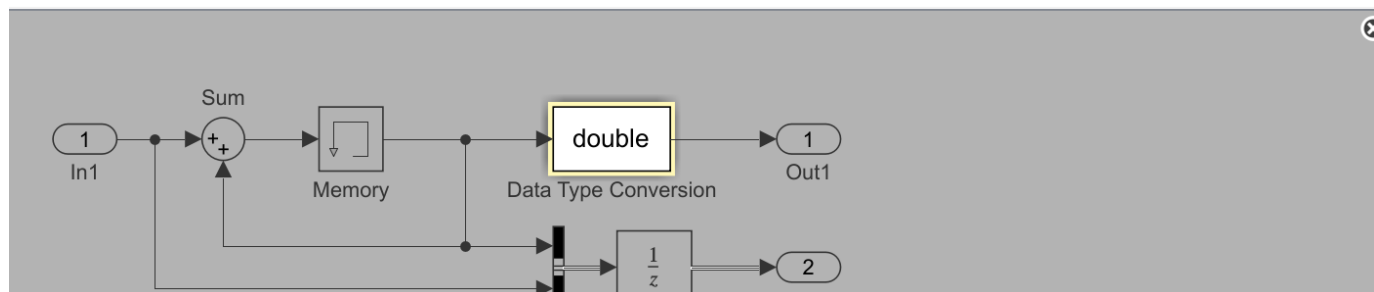 Sum
1
+
+
In1
Memory
double
Data Type Conversion
1
Out1
1
z
2